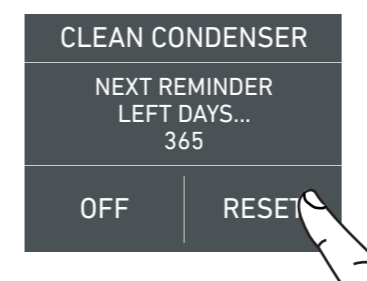 CLEAN CONDENSER
NEXT REMINDER
LEFT DAYS...
365
OFF
RESET